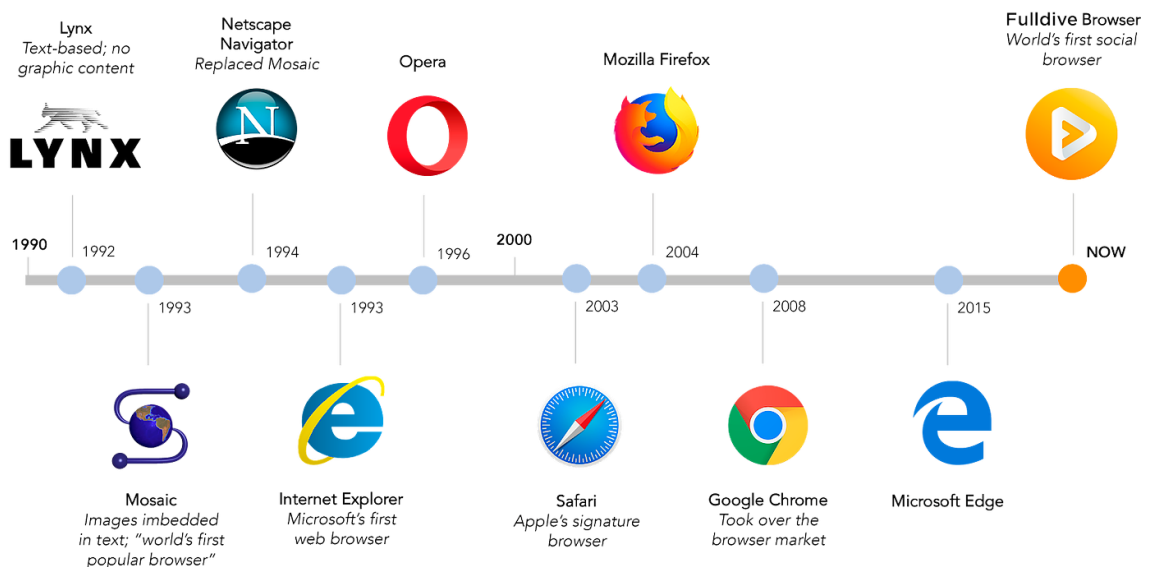 Lynx
Text-based; no
graphic content
LYNX
Netscape
Navigator
Replaced Mosaic
N
Opera
Mozilla Firefox
Fulldive Browser
World's first social
browser
1990
1992
1994
1996
2000
2004
NOW
1993
1993
2003
2008
2015
Mosaic
Images imbedded
in text; "world's first
popular browser"
Internet Explorer
Microsoft's first
web browser
Safari
Apple's signature
browser
Google Chrome
Took over the
browser market
Microsoft Edge